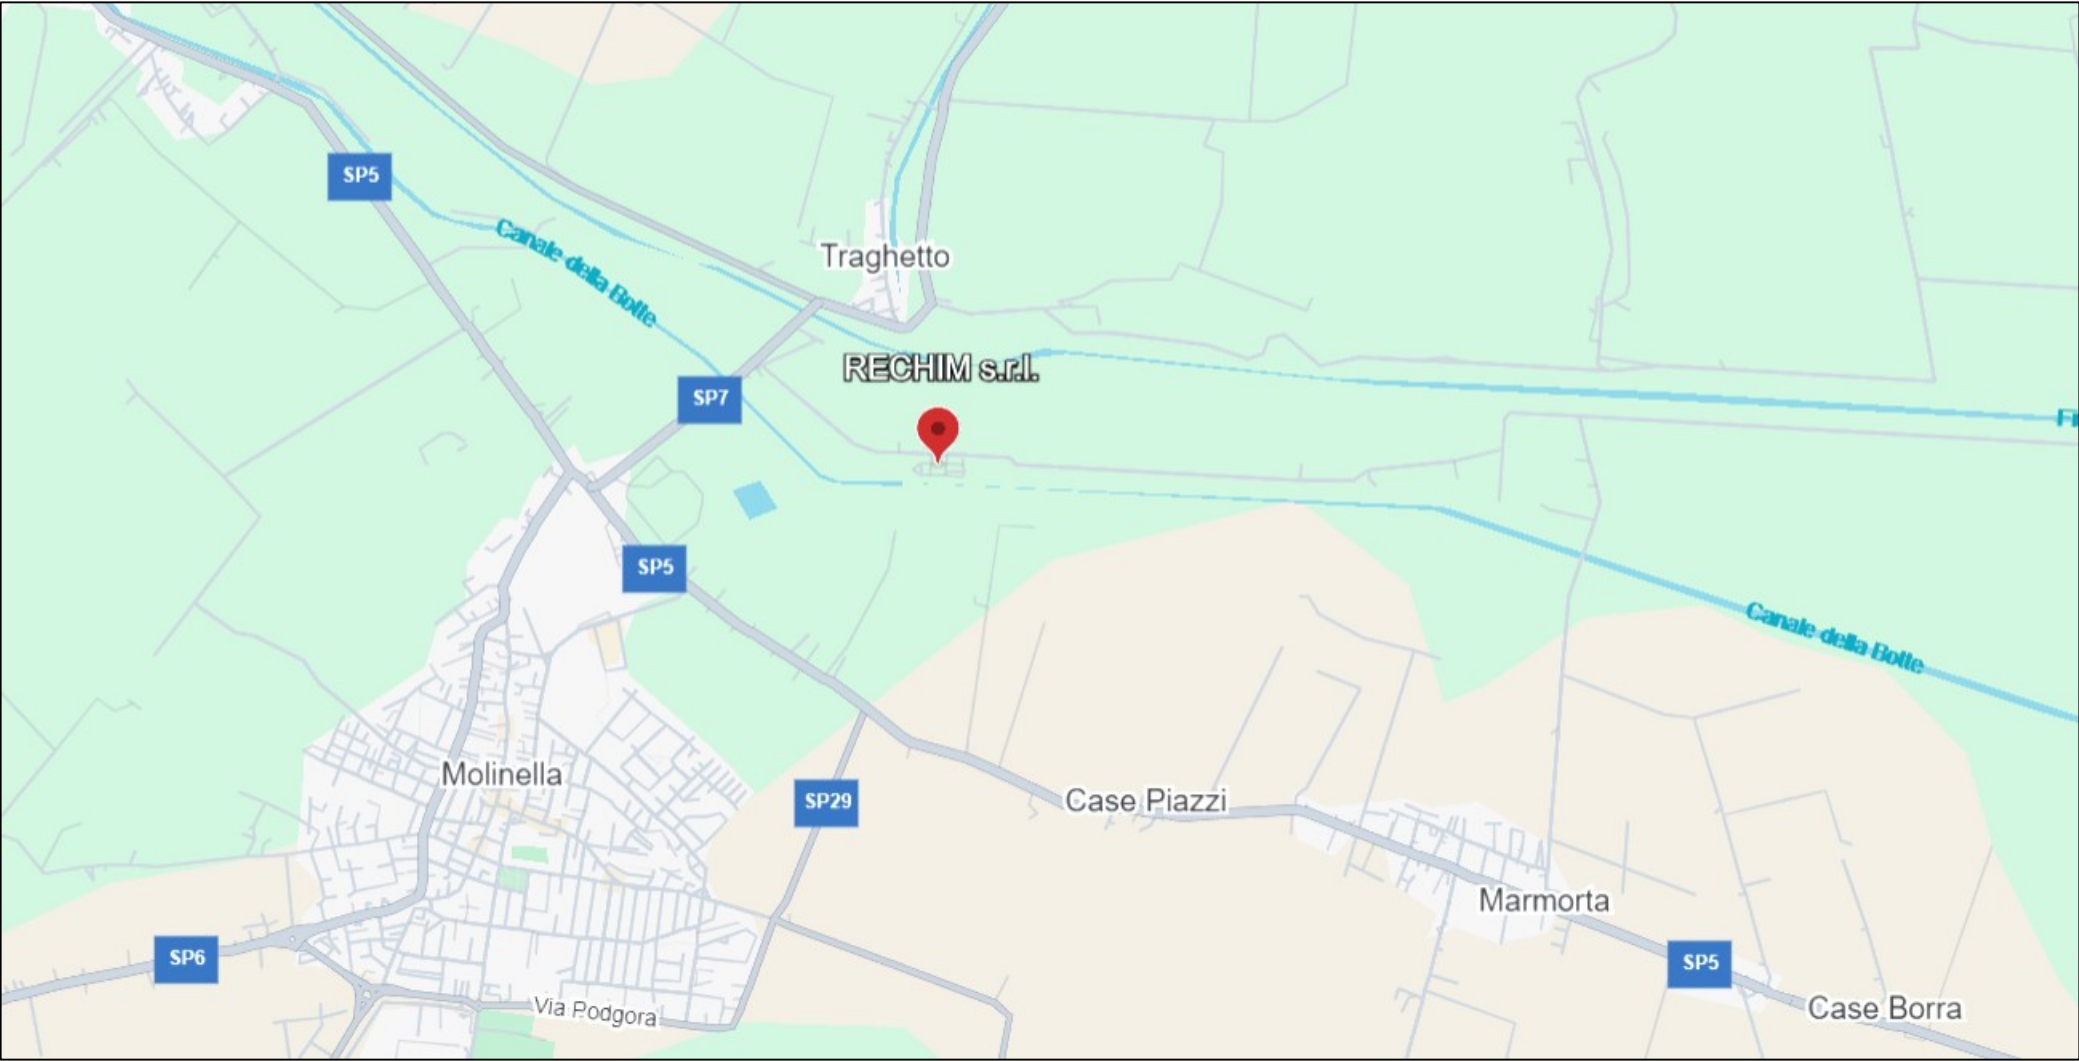 SP5
Canale della Botte
Traghetto
RECHIM s.r.l.
SP7
SP5
Canale della Botte
Molinella
SP29
Case Piazzi
Marmorta
SP6
SP5
Via Podgora
Case Borra